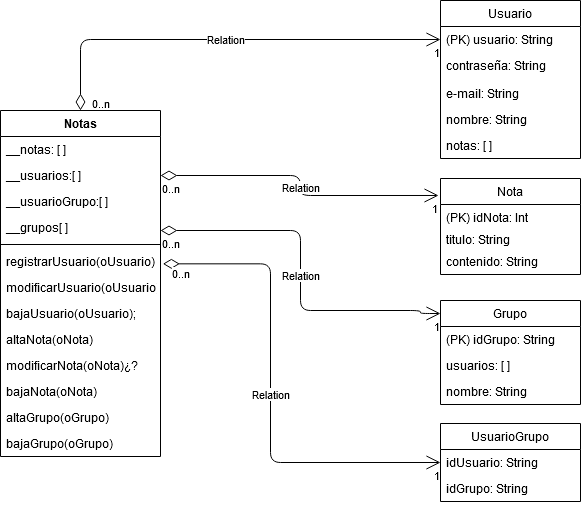 Usuario
(PK) usuario: String
contraseña: String
e-mail: String
nombre: String
notas: [ ]
Relation
1
0..n
Notas
__notas: [ ]
__usuarios:[ ]
__usuarioGrupo:[ ]
__grupos[ ]
registrarUsuario(oUsuario)
modificarUsuario(oUsuario
bajaUsuario(oUsuario);
altaNota(oNota)
modificarNota(oNota)¿?
bajaNota(oNota)
altaGrupo(oGrupo)
bajaGrupo(oGrupo)
0..n
Relation
1
Nota
(PK) idNota: Int
titulo: String
contenido: String
0..n
Relation
1
Grupo
(PK) idGrupo: String
usuarios: [ ]
nombre: String
0..n
Relation
1
UsuarioGrupo
idUsuario: String
idGrupo: String